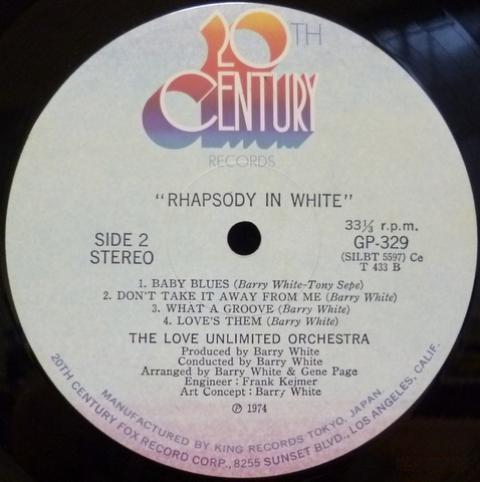 20TH
CENTURY
RECORDS
"RHAPSODY IN WHITE"
SIDE 2
STEREO
33⅓ r.p.m.
GP-329
(SILBT 5597) Ce
T 433 B
1. BABY BLUES (Barry White-Tony Sepe)
2. DON'T TAKE IT AWAY FROM ME (Barry White)
3. WHAT A GROOVE (Barry White)
4. LOVE'S THEM (Barry White)
THE LOVE UNLIMITED ORCHESTRA
Produced by Barry White
Conducted by Barry White
Arranged by Barry White & Gene Page
Engineer : Frank Kejmer
Art Concept : Barry White
℗ 1974
MANUFACTURED BY KING RECORDS TOKYO, JAPAN.
20TH CENTURY FOX RECORD CORP., 8255 SUNSET BLVD., LOS ANGELES, CALIF.